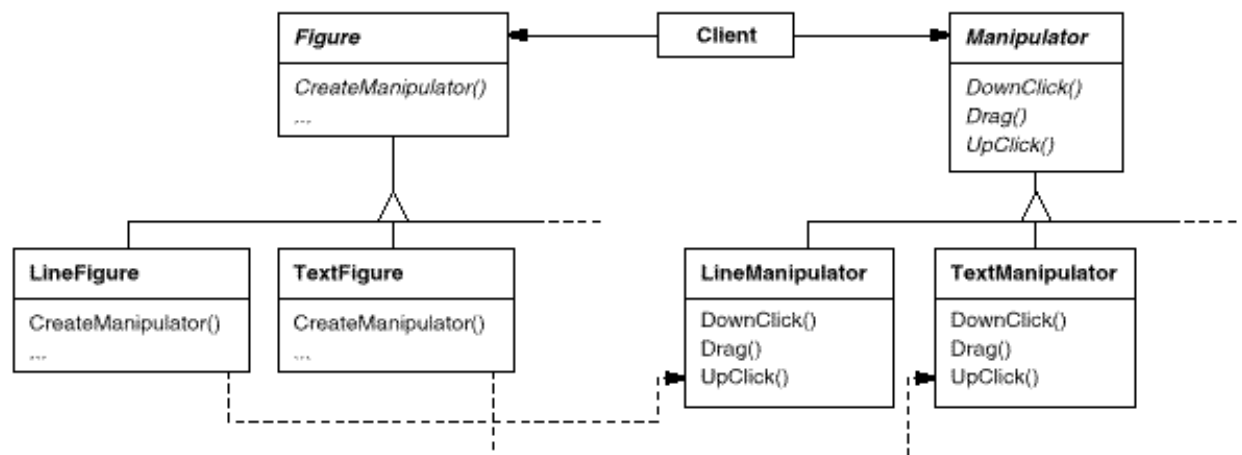 Figure
CreateManipulator()
...
Client
Manipulator
DownClick()
Drag()
UpClick()
LineFigure
CreateManipulator()
...
TextFigure
CreateManipulator()
...
LineManipulator
DownClick()
Drag()
UpClick()
TextManipulator
DownClick()
Drag()
UpClick()